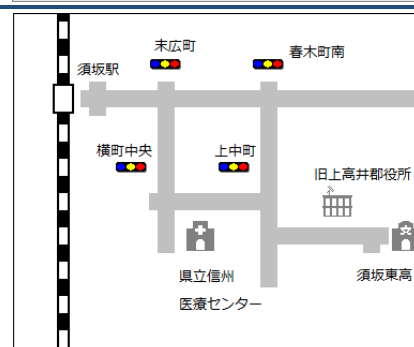 末広町
春木町南
須坂駅
横町中央
上中町
旧上高井郡役所
県立信州
医療センター
須坂東高
文